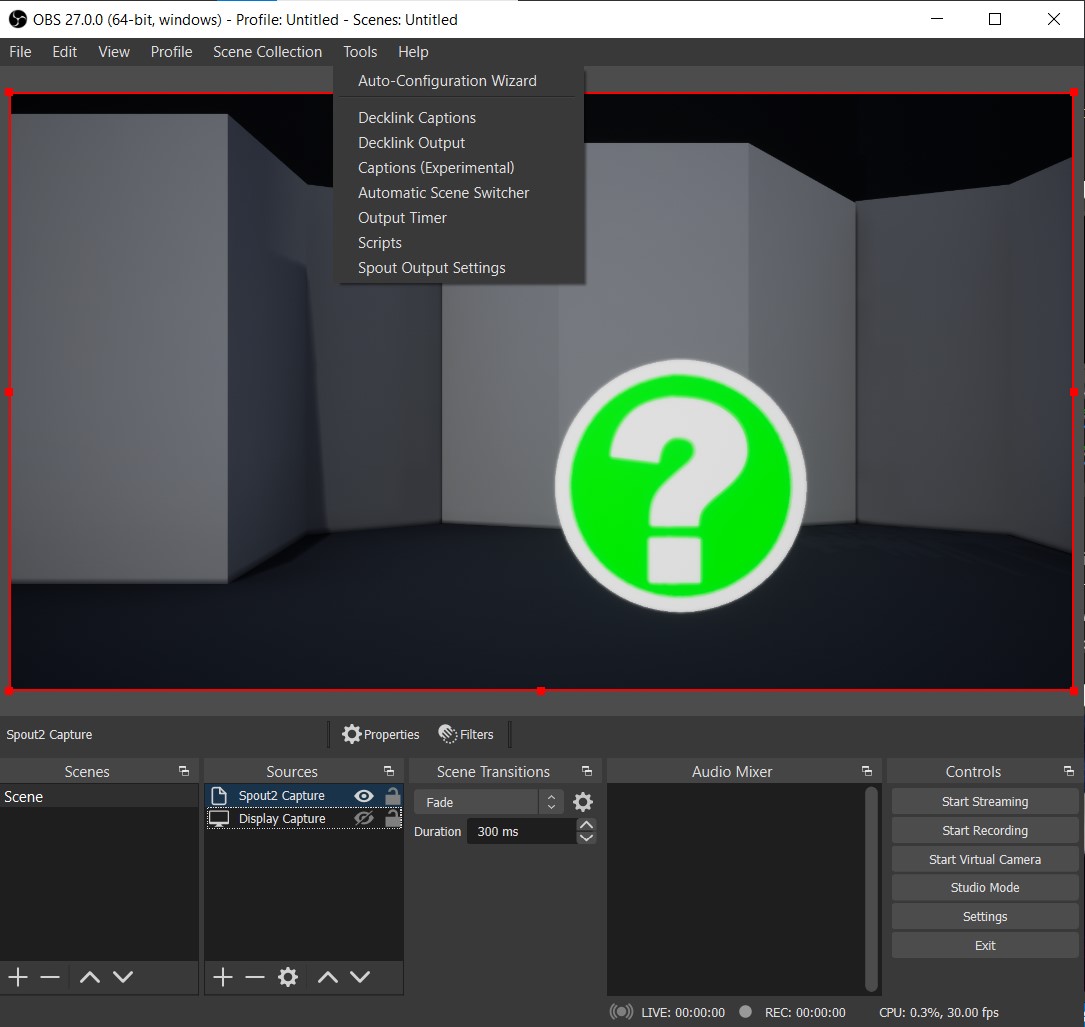 OBS 27.0.0 (64-bit, windows) - Profile: Untitled - Scenes: Untitled
File Edit View Profile Scene Collection Tools Help
Auto-Configuration Wizard
Decklink Captions
Decklink Output
Captions (Experimental)
Automatic Scene Switcher
Output Timer
Scripts
Spout Output Settings
?
Spout2 Capture Properties Filters
Scenes Sources Scene Transitions Audio Mixer Controls
Scene
Spout2 Capture
Display Capture
Fade
Duration 300 ms
Start Streaming
Start Recording
Start Virtual Camera
Studio Mode
Settings
Exit
LIVE: 00:00:00 REC: 00:00:00 CPU: 0.3%, 30.00 fps